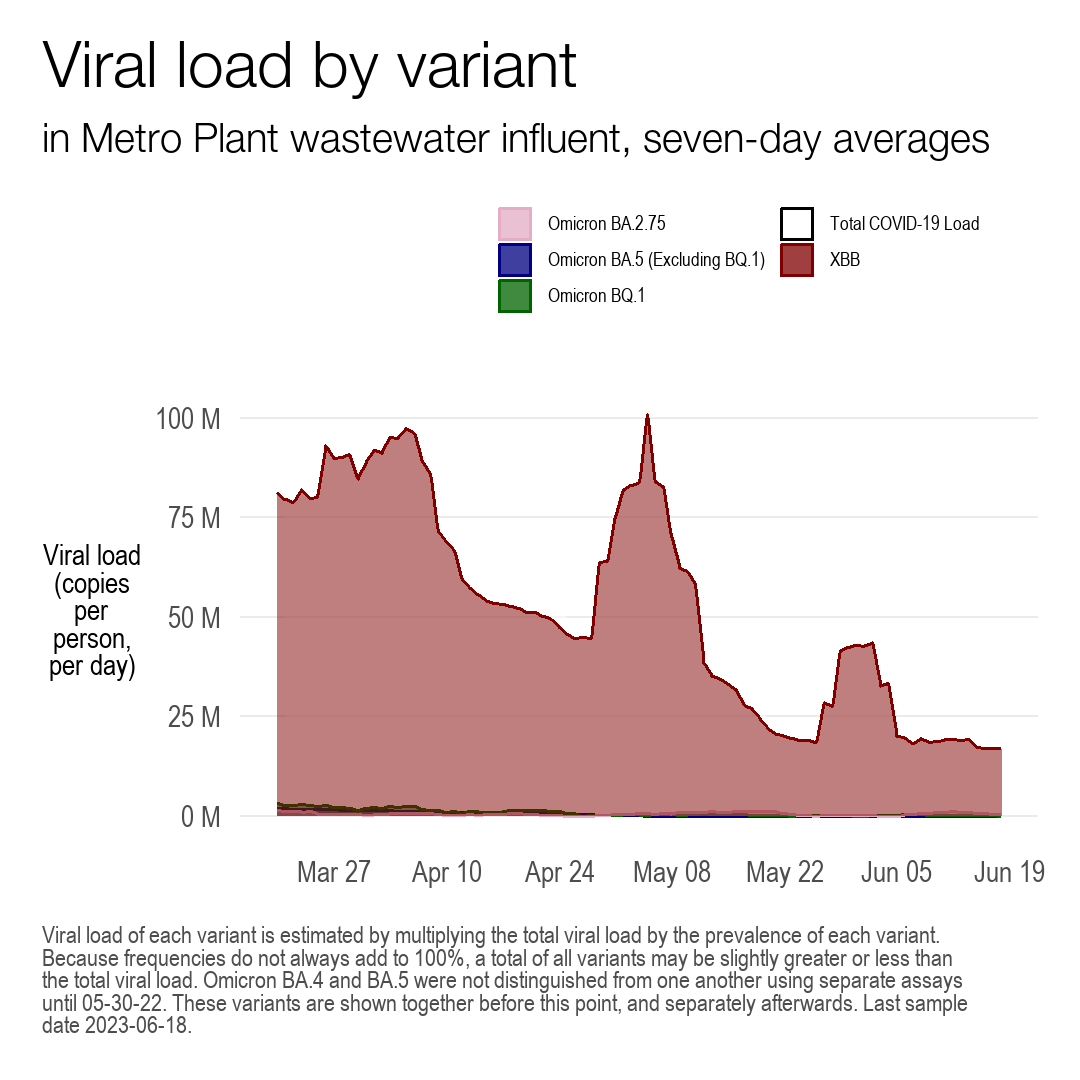 Viral load by variant
in Metro Plant wastewater influent, seven-day averages
Omicron BA.2.75
Omicron BA.5 (Excluding BQ.1)
Omicron BQ.1
Total COVID-19 Load
XBB
100 M
75 M
50 M
25 M
0 M
Viral load
(copies
per
person,
per day)
Mar 27 Apr 10 Apr 24 May 08 May 22 Jun 05 Jun 19
Viral load of each variant is estimated by multiplying the total viral load by the prevalence of each variant.
Because frequencies do not always add to 100%, a total of all variants may be slightly greater or less than
the total viral load. Omicron BA.4 and BA.5 were not distinguished from one another using separate assays
until 05-30-22. These variants are shown together before this point, and separately afterwards. Last sample
date 2023-06-18.